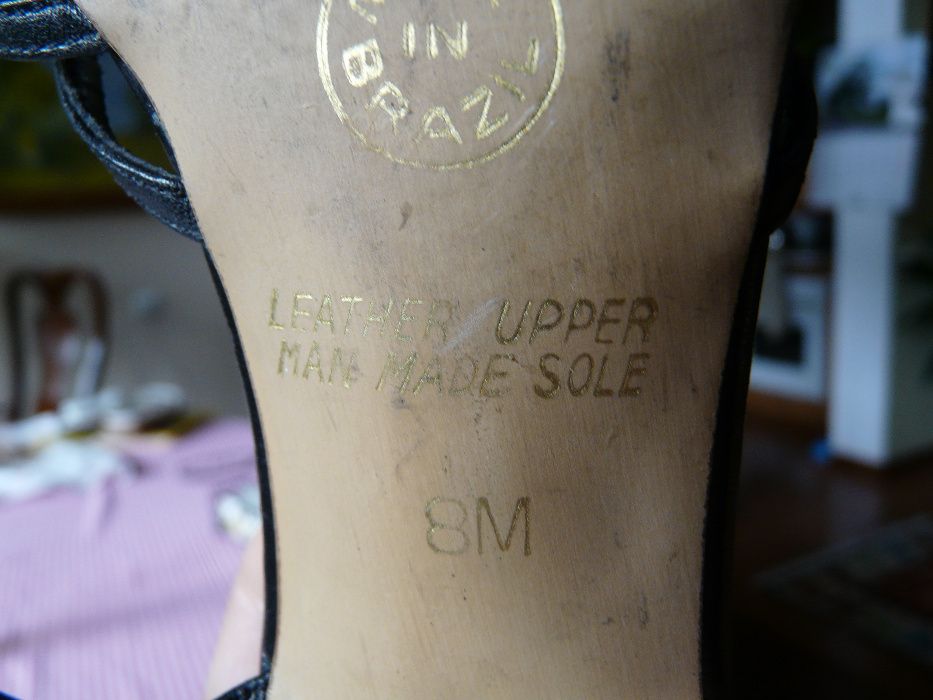 IN
BRAZIL
LEATHER UPPER
MAN MADE SOLE
8M